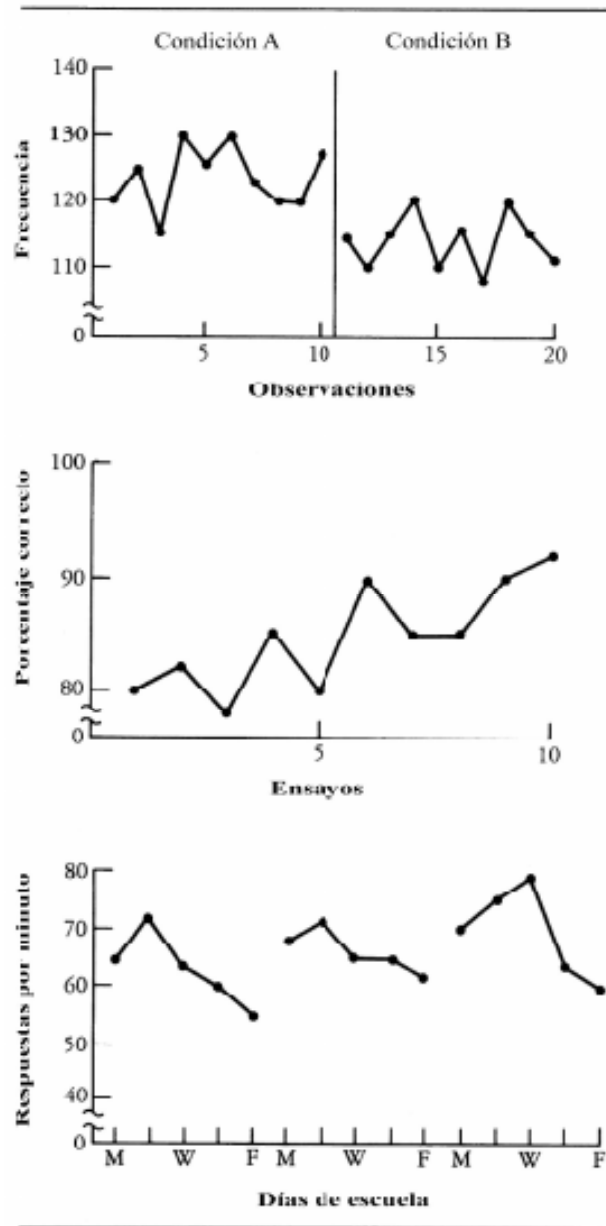 Condición A Condición B
140
130
120
110
0
Frecuencia
5 10 15 20
Observaciones
100
90
80
0
Porcentaje correcto
5 10
Ensayos
80
70
60
50
40
0
Respuestas por minuto
M W F M W F M W F
Días de escuela